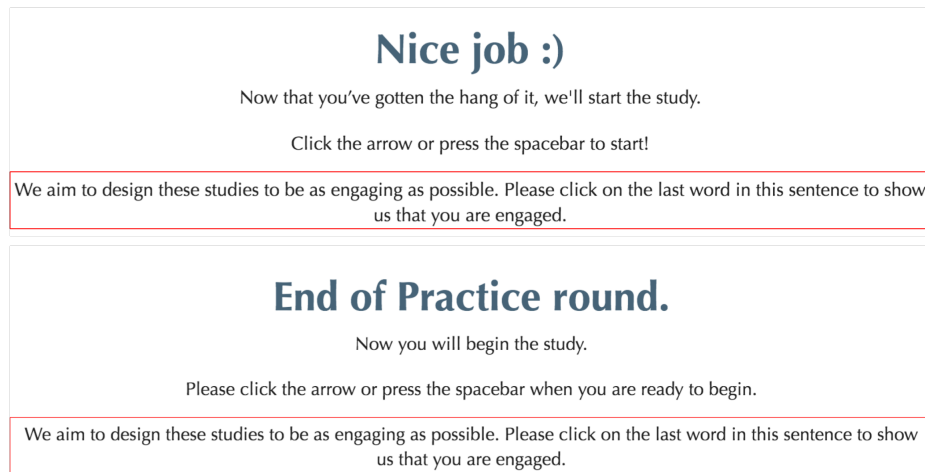 Nice job :)
Now that you’ve gotten the hang of it, we'll start the study.
Click the arrow or press the spacebar to start!
We aim to design these studies to be as engaging as possible. Please click on the last word in this sentence to show
us that you are engaged.
End of Practice round.
Now you will begin the study.
Please click the arrow or press the spacebar when you are ready to begin.
We aim to design these studies to be as engaging as possible. Please click on the last word in this sentence to show
us that you are engaged.